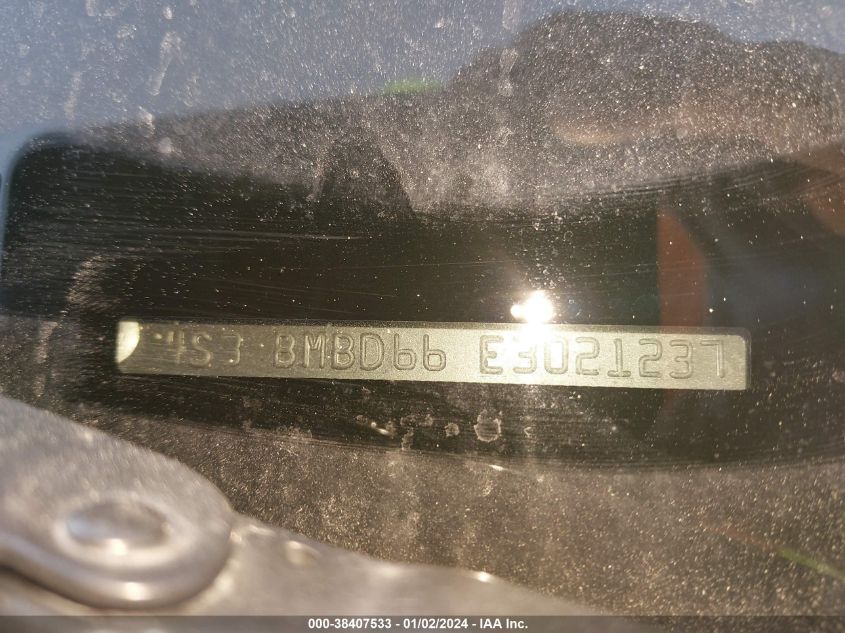 4S3 BMBD66 E3021237
000-38407533 - 01/02/2024 - IAA Inc.